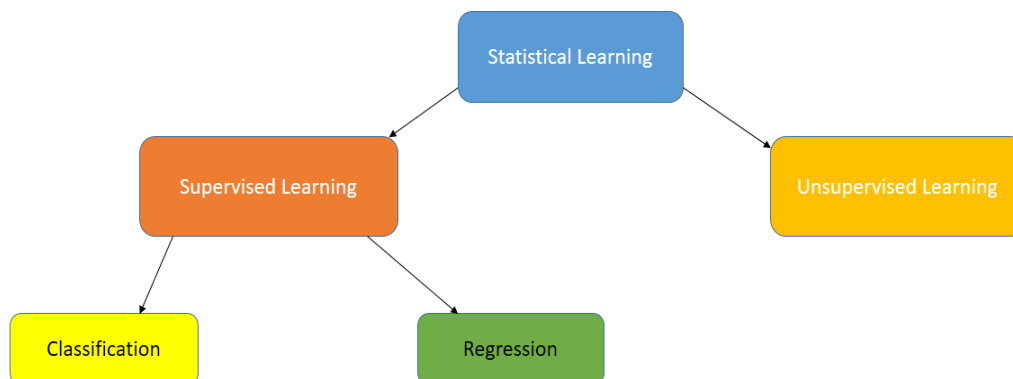 Statistical Learning
Supervised Learning
Unsupervised Learning
Classification
Regression